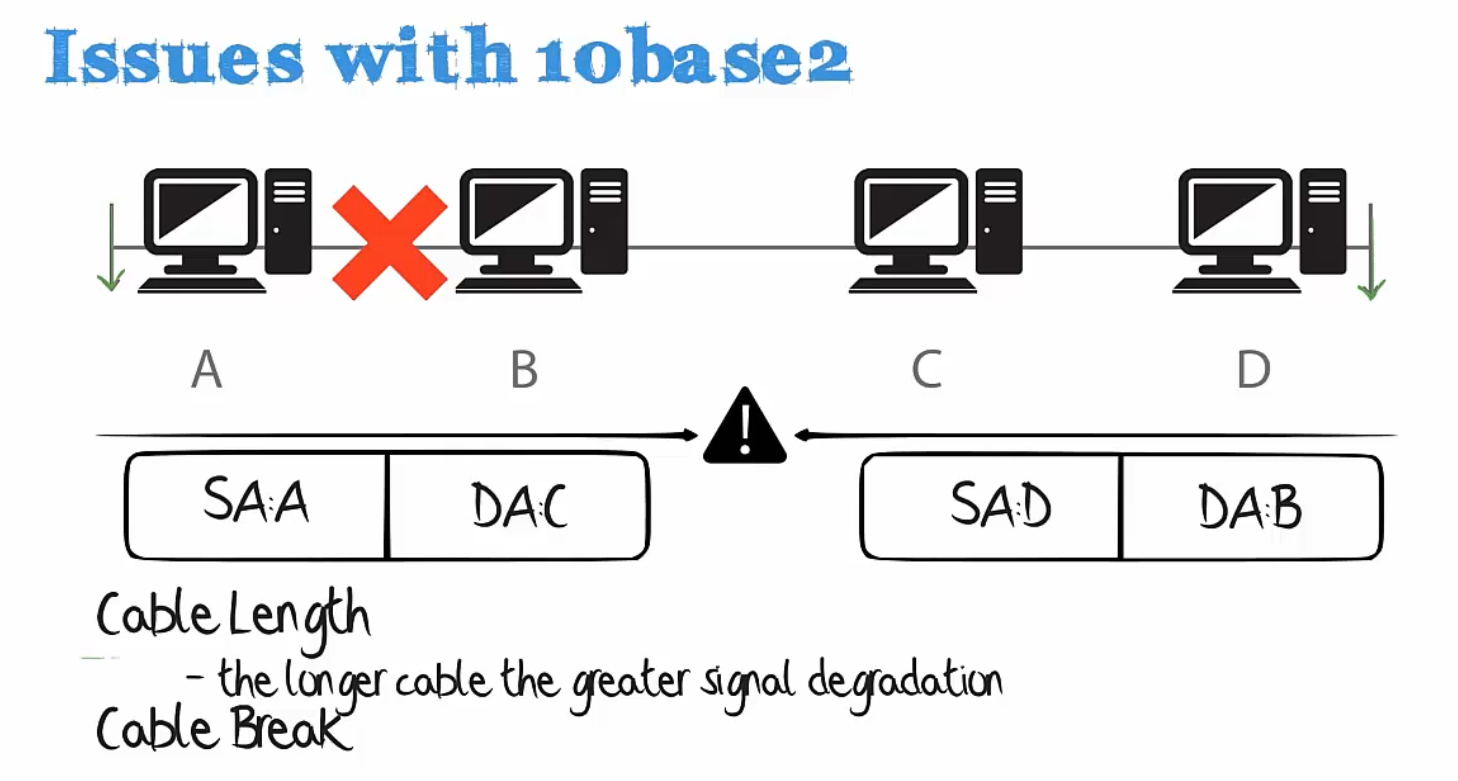 Issues with 10base2
A B C D
SA:A DA:C SA:D DA:B
Cable Length
- the longer cable the greater signal degradation
Cable Break